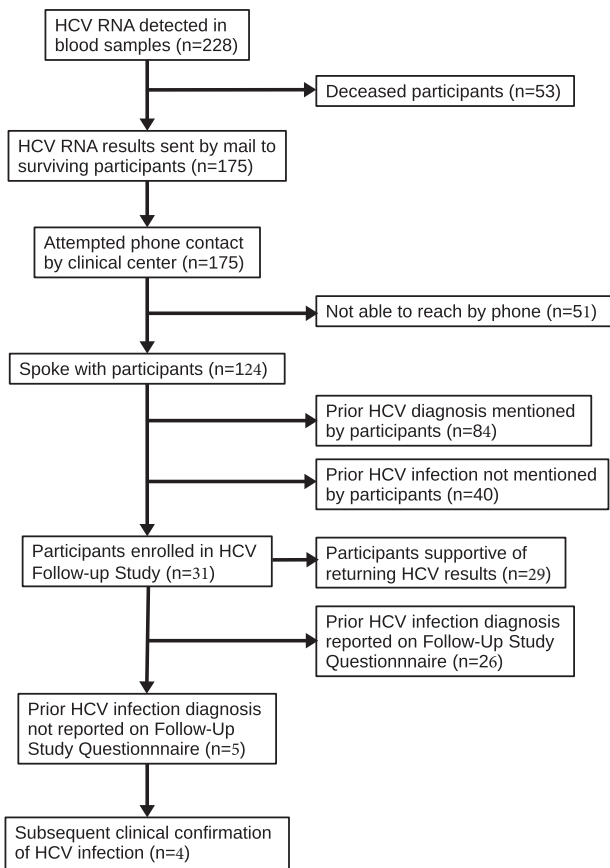 HCV RNA detected in
blood samples (n=228)
Deceased participants (n=53)
HCV RNA results sent by mail to
surviving participants (n=175)
Attempted phone contact
by clinical center (n=175)
Not able to reach by phone (n=51)
Spoke with participants (n=124)
Prior HCV diagnosis mentioned
by participants (n=84)
Prior HCV infection not mentioned
by participants (n=40)
Participants enrolled in HCV
Follow-up Study (n=31)
Participants supportive of
returning HCV results (n=29)
Prior HCV infection diagnosis
reported on Follow-Up Study
Questionnnaire (n=26)
Prior HCV infection diagnosis
not reported on Follow-Up
Study Questionnnaire (n=5)
Subsequent clinical confirmation
of HCV infection (n=4)